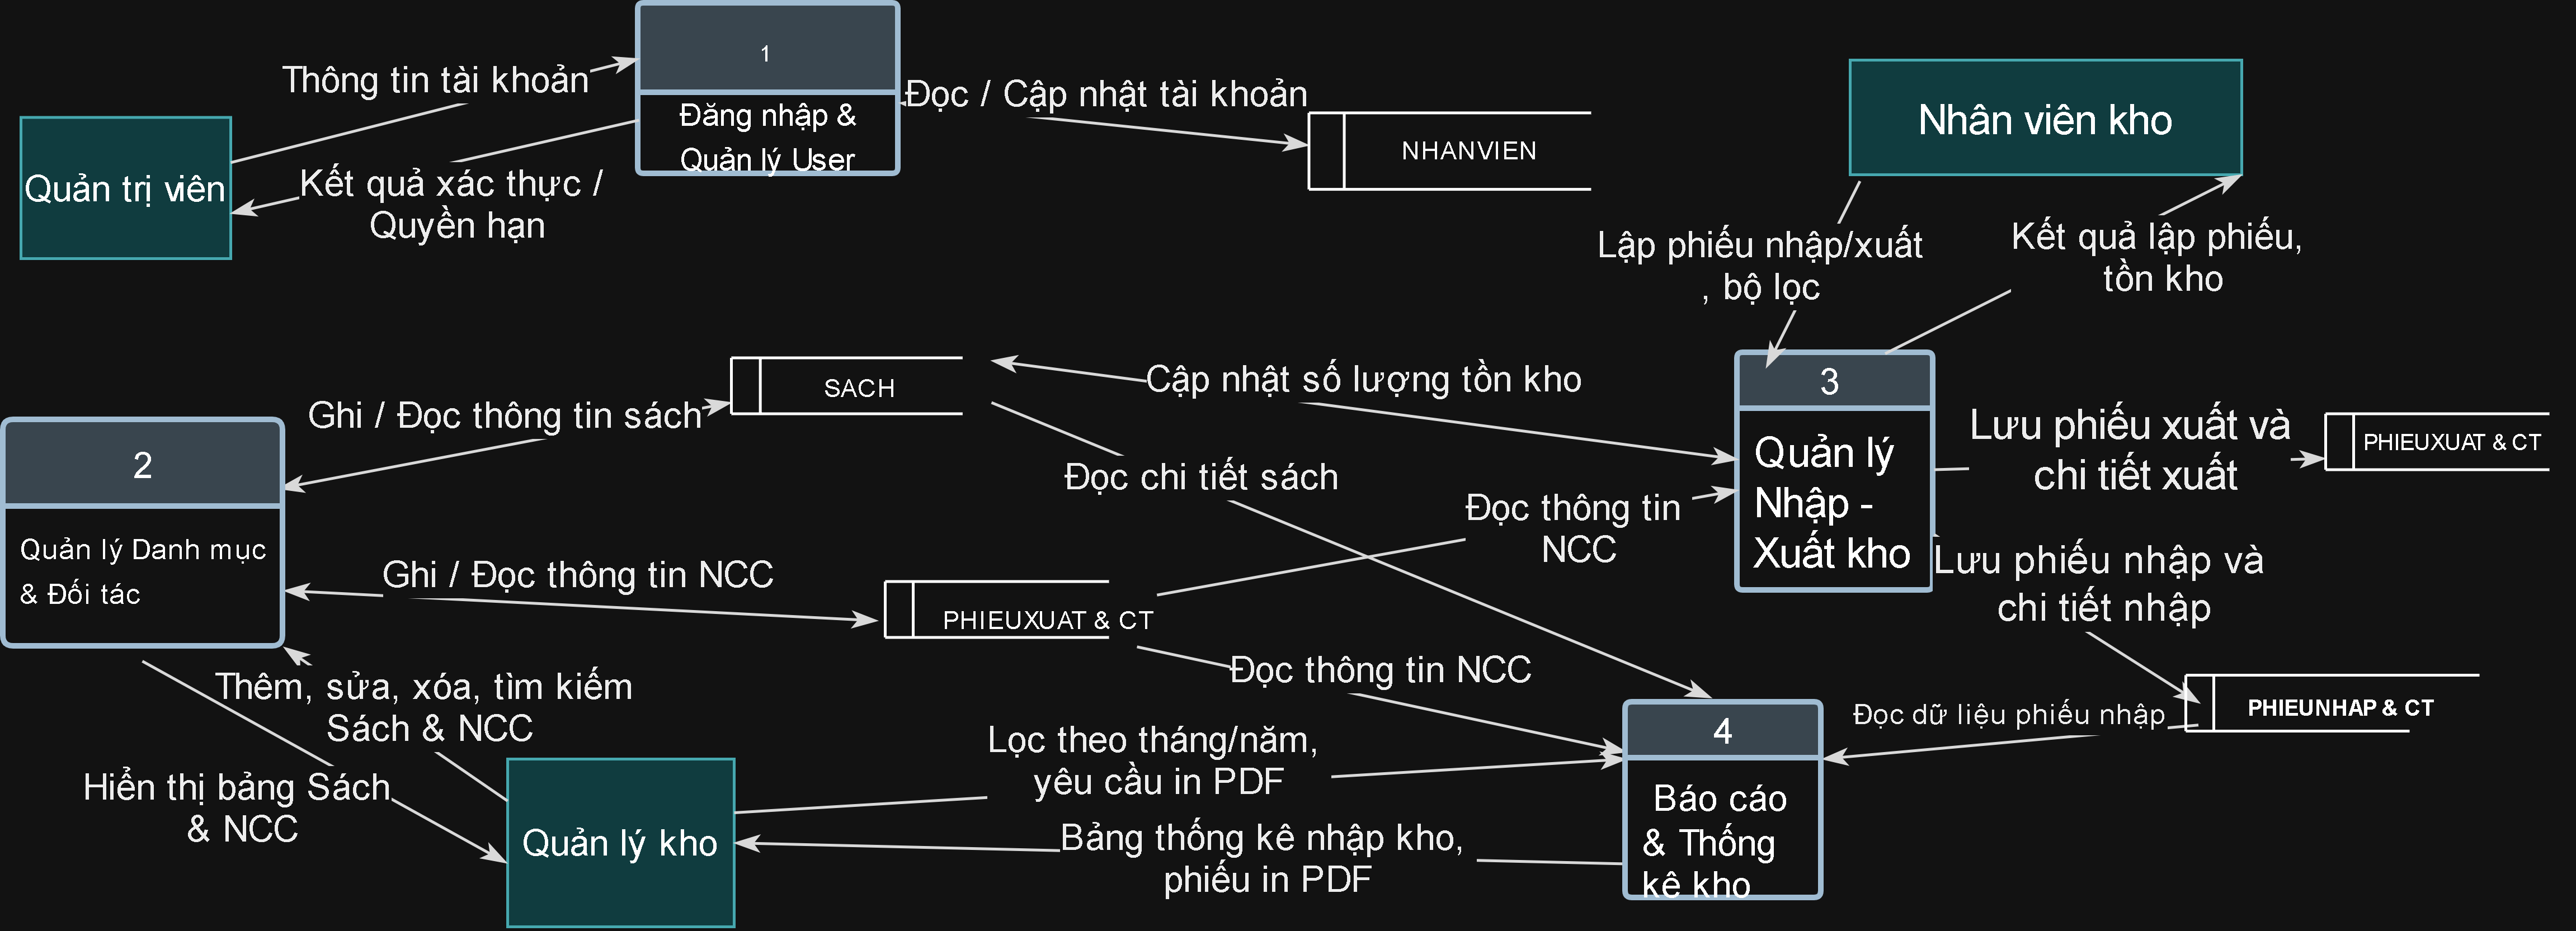 1
Đăng nhập &
Quản lý User
Thông tin tài khoản
Đọc / Cập nhật tài khoản
Nhân viên kho
NHANVIEN
Quản trị viên
Kết quả xác thực /
Quyền hạn
Lập phiếu nhập/xuất
, bộ lọc
Kết quả lập phiếu,
tồn kho
SACH
Cập nhật số lượng tồn kho
3
Quản lý
Nhập -
Xuất kho
Ghi / Đọc thông tin sách
Lưu phiếu xuất và
chi tiết xuất
PHIEUXUAT & CT
2
Quản lý Danh mục
& Đối tác
Đọc chi tiết sách
Đọc thông tin
NCC
Ghi / Đọc thông tin NCC
PHIEUXUAT & CT
Lưu phiếu nhập và
chi tiết nhập
Thêm, sửa, xóa, tìm kiếm
Sách & NCC
Đọc thông tin NCC
Đọc dữ liệu phiếu nhập
PHIEUNHAP & CT
4
Báo cáo
& Thống
kê kho
Lọc theo tháng/năm,
yêu cầu in PDF
Hiển thị bảng Sách
& NCC
Quản lý kho
Bảng thống kê nhập kho,
phiếu in PDF